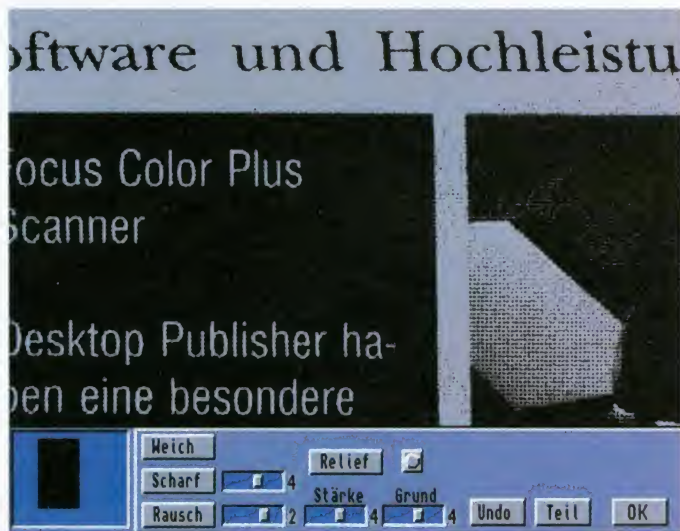 oftware und Hochleistu
Focus Color Plus
Scanner
Desktop Publisher ha-
ben eine besondere
Weich
Relief
Scharf 4
Stärke Grund
Rausch 2 4 4 Undo Teil OK